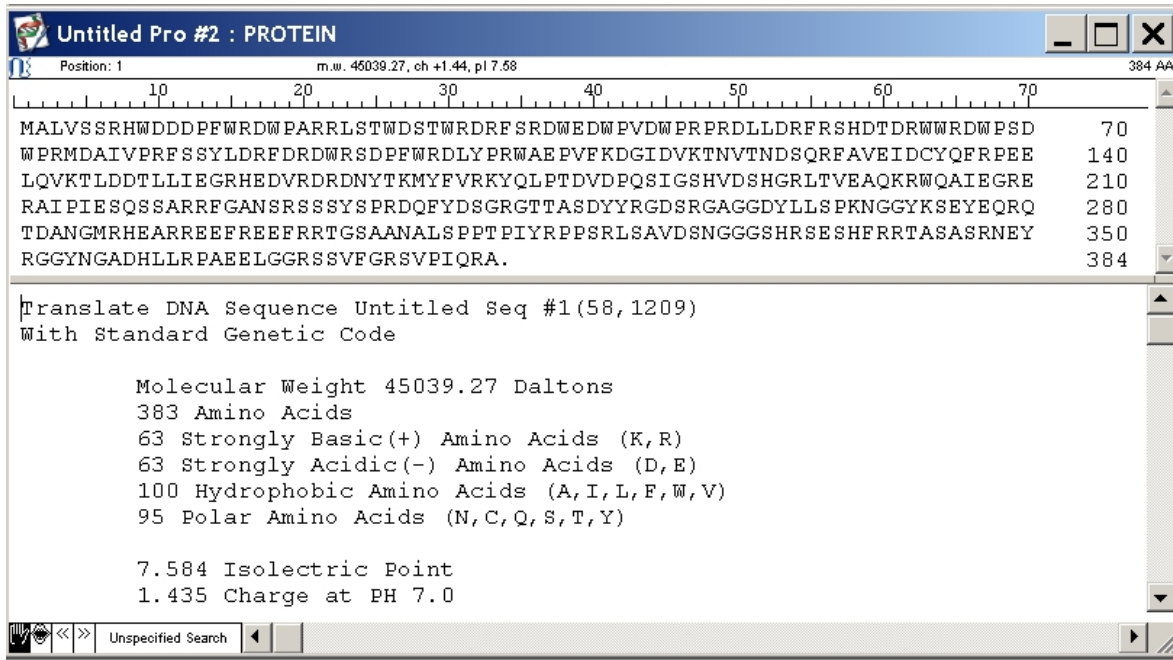 Untitled Pro #2 : PROTEIN
Position: 1 m.w. 45039.27, ch +1.44, pI 7.58 384 AA
10 20 30 40 50 60 70
MALVSSRHWDDDPFWRDWPARRLSTWDSTWRDRFSRDWEDWPVDWPRPRDLLDRFRSHDTDRWWRDWPSD 70
WPRMDAIVPRFSSYLDRFDRDWRSDPFWRDLYPRWAEPVFKDGIDVKTNVTNDSQRFAVEIDCYQFRPEE 140
LQVKTLDDTLLIEGRHEDVRDRDNYTKMYFVRKYQLPTDVDPQSIGSHVDSHGRLTVEAQKRWQAIEGRE 210
RAIPIESQSSARRFGANSRSSSYSPRDQFYDSGRGTTASDYYRGDSRGAGGDYLLSPKNGGYKSEYEQRQ 280
TDANGMRHEARREEFREEFRRTGSAANALSPPTPIYRPPSRLSAVDSNGGGSHRSESHFRRTASASRNEY 350
RGGYNGADHLLRPAEELGGRSSVFGRSVPIQRA. 384
Translate DNA Sequence Untitled Seq #1(58,1209)
With Standard Genetic Code
Molecular Weight 45039.27 Daltons
383 Amino Acids
63 Strongly Basic(+) Amino Acids (K,R)
63 Strongly Acidic(-) Amino Acids (D,E)
100 Hydrophobic Amino Acids (A,I,L,F,W,V)
95 Polar Amino Acids (N,C,Q,S,T,Y)
7.584 Isolectric Point
1.435 Charge at PH 7.0
Unspecified Search